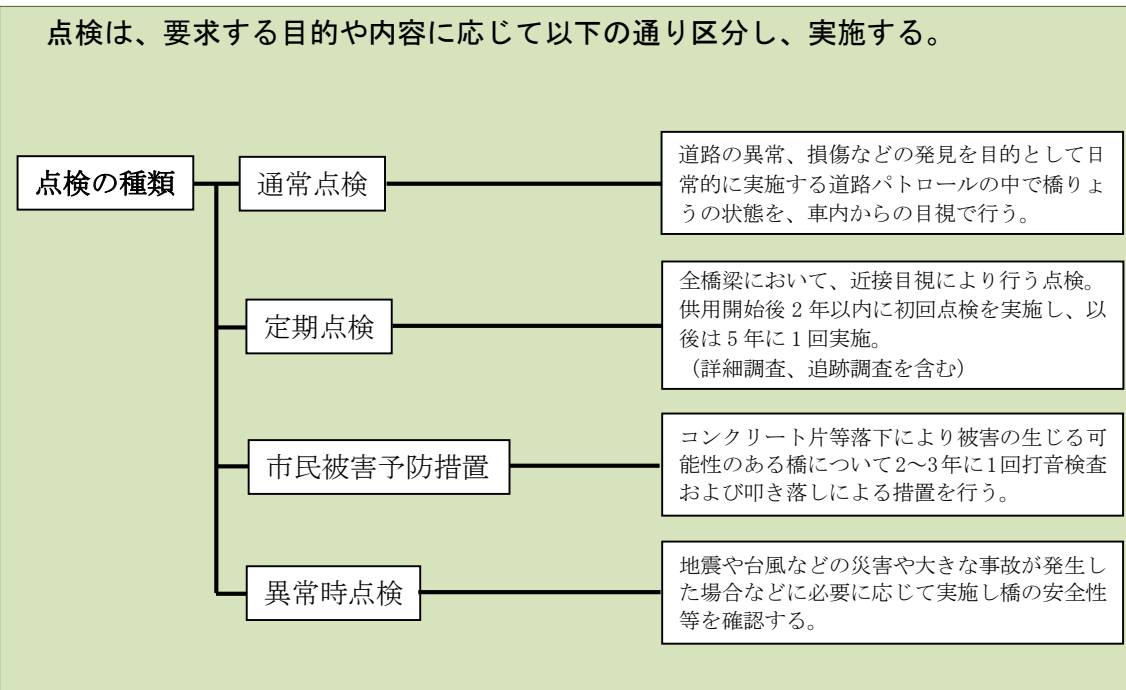 点検は、要求する目的や内容に応じて以下の通り区分し、実施する。
点検の種類
通常点検
道路の異常、損傷などの発見を目的として日
常的に実施する道路パトロールの中で橋りょ
うの状態を、車内からの目視で行う。
定期点検
全橋梁において、近接目視により行う点検。
供用開始後2年以内に初回点検を実施し、以
後は5年に1回実施。
（詳細調査、追跡調査を含む）
市民被害予防措置
コンクリート片等落下により被害の生じる可
能性のある橋について2～3年に1回打音検査
および叩き落しによる措置を行う。
異常時点検
地震や台風などの災害や大きな事故が発生し
た場合などに必要に応じて実施し橋の安全性
等を確認する。